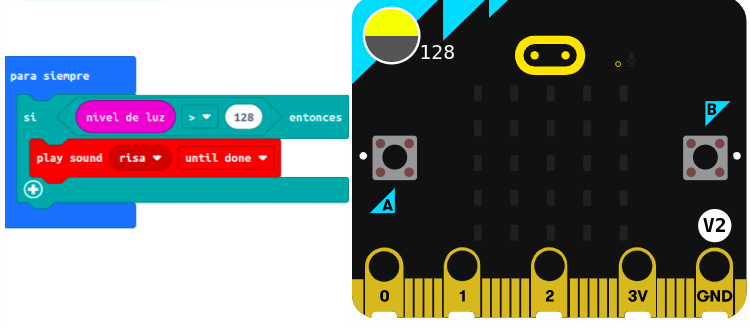 para siempre
si nivel de luz > 128 entonces
play sound risa until done
128
B
A
V2
0 1 2 3V GND